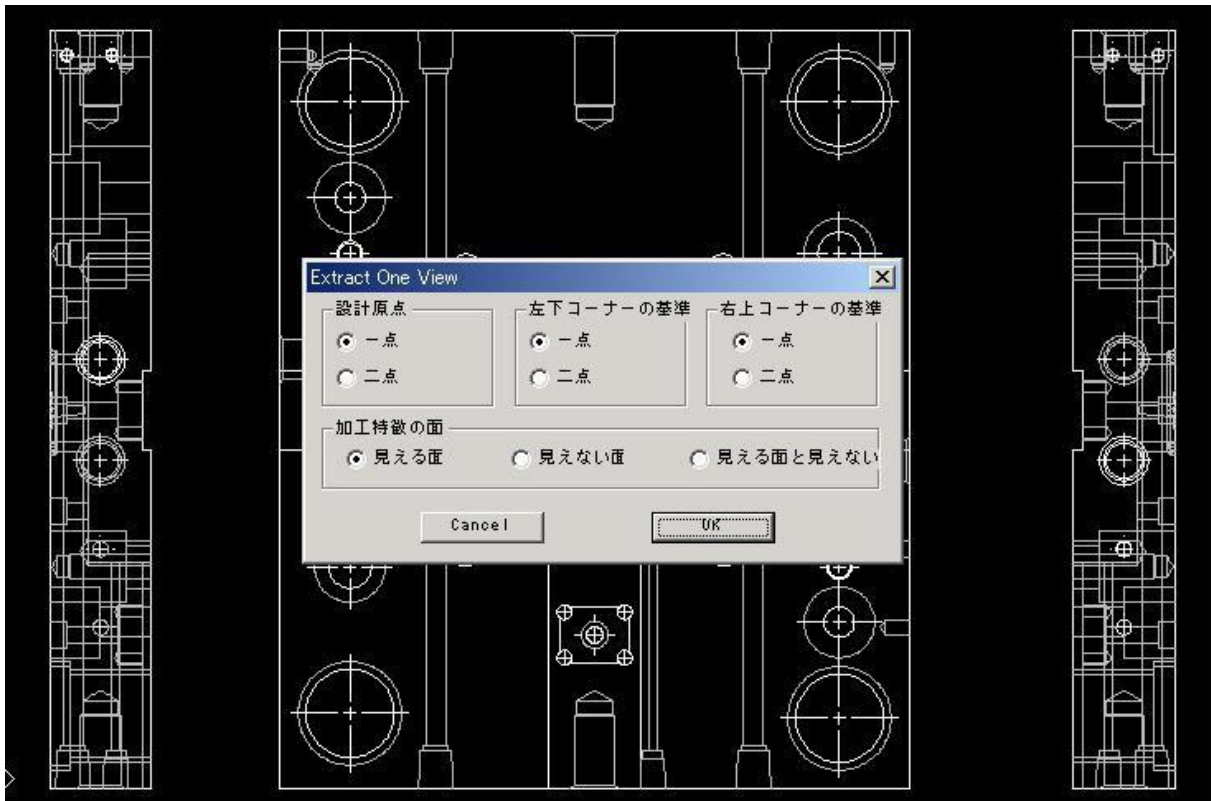 Extract One View
設計原点
一点
二点
左下コーナーの基準
一点
二点
右上コーナーの基準
一点
二点
加工特徴の面
見える面
見えない面
見える面と見えない
Cancel
OK